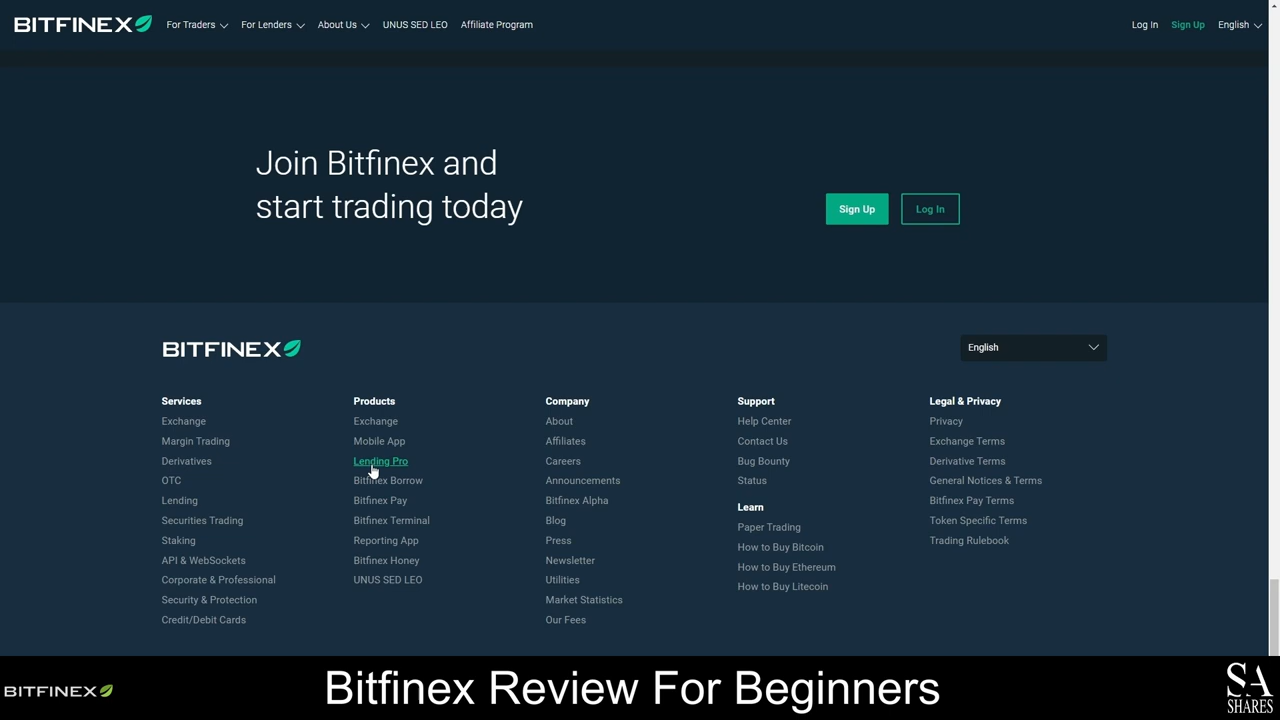 BITFINEX For Traders For Lenders About Us UNUS SED LEO Affiliate Program Log In Sign Up English
Join Bitfinex and
start trading today
Sign Up Log In
BITFINEX
English
Services
Exchange
Margin Trading
Derivatives
OTC
Lending
Securities Trading
Staking
API & WebSockets
Corporate & Professional
Security & Protection
Credit/Debit Cards
Products
Exchange
Mobile App
Lending Pro
Bitfinex Borrow
Bitfinex Pay
Bitfinex Terminal
Reporting App
Bitfinex Honey
UNUS SED LEO
Company
About
Affiliates
Careers
Announcements
Bitfinex Alpha
Blog
Press
Newsletter
Utilities
Market Statistics
Our Fees
Support
Help Center
Contact Us
Bug Bounty
Status
Learn
Paper Trading
How to Buy Bitcoin
How to Buy Ethereum
How to Buy Litecoin
Legal & Privacy
Privacy
Exchange Terms
Derivative Terms
General Notices & Terms
Bitfinex Pay Terms
Token Specific Terms
Trading Rulebook
BITFINEX
Bitfinex Review For Beginners
SA
SHARES